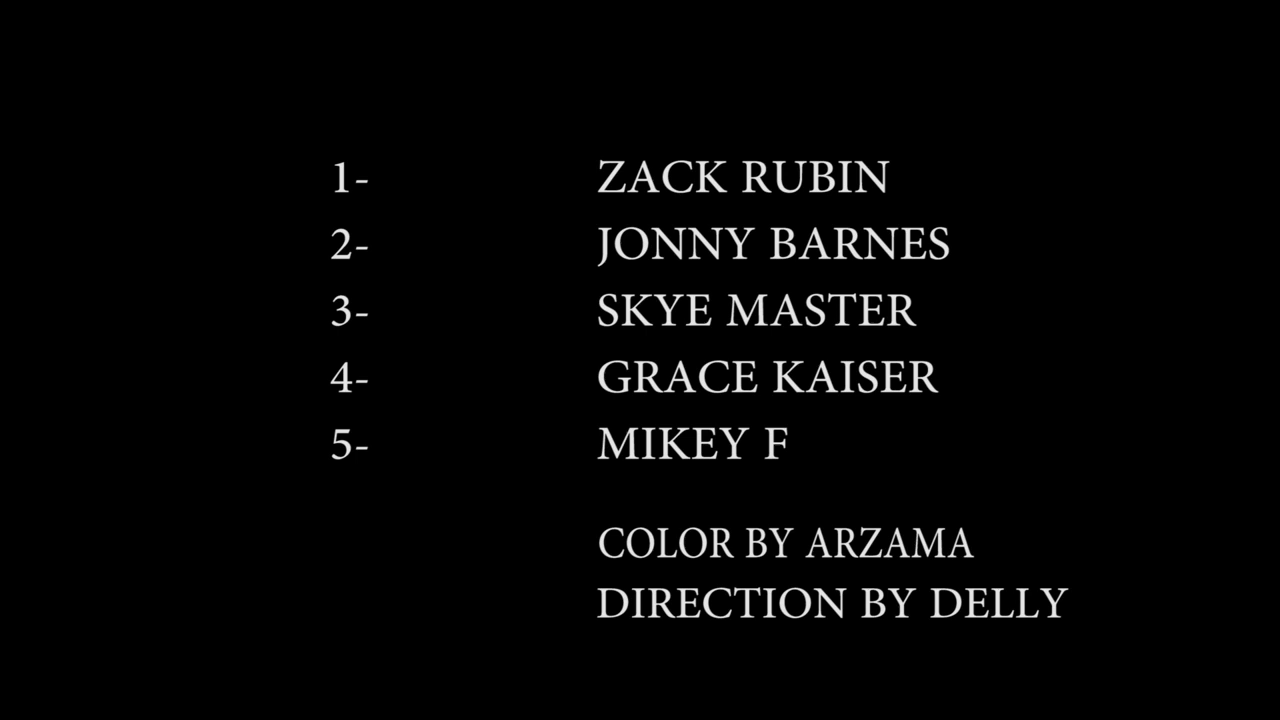 1- ZACK RUBIN
2- JONNY BARNES
3- SKYE MASTER
4- GRACE KAISER
5- MIKEY F
COLOR BY ARZAMA
DIRECTION BY DELLY